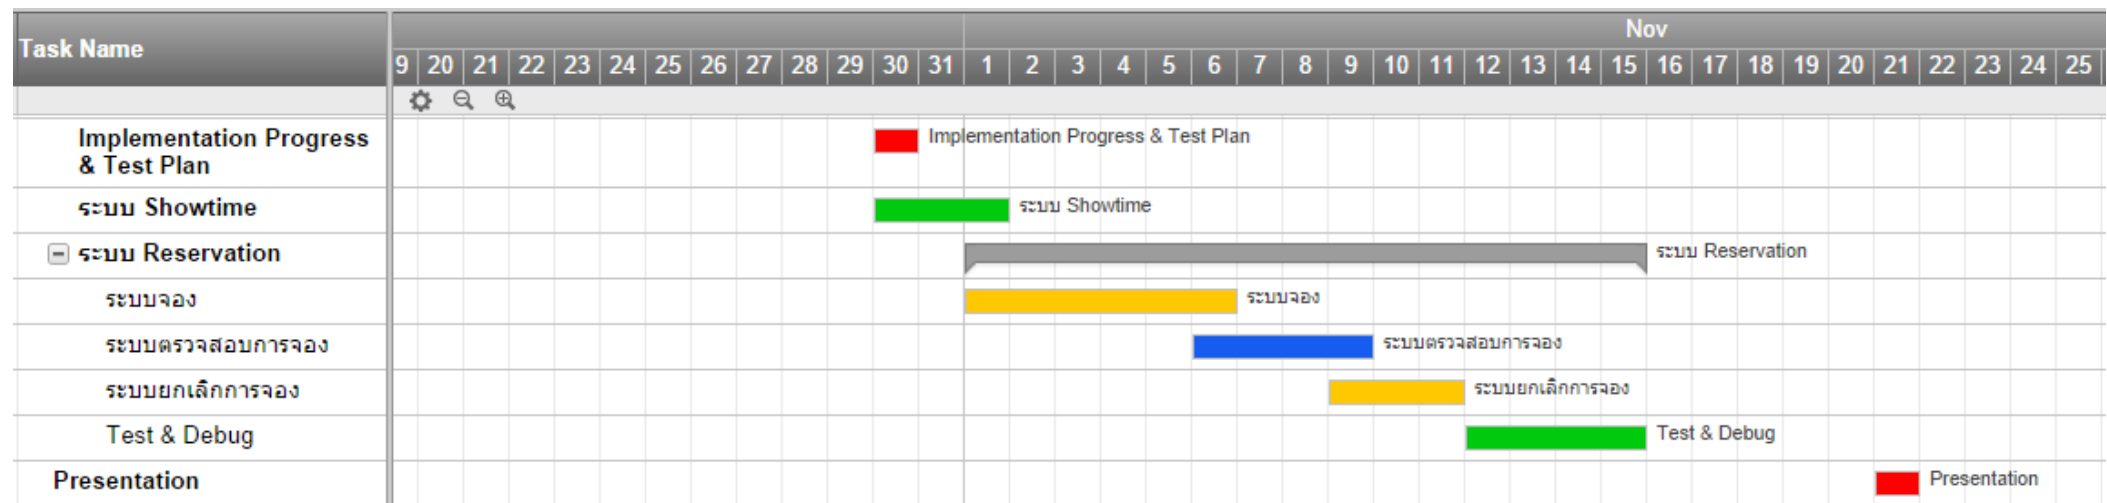 Task Name
Nov
9 20 21 22 23 24 25 26 27 28 29 30 31 1 2 3 4 5 6 7 8 9 10 11 12 13 14 15 16 17 18 19 20 21 22 23 24 25
Implementation Progress
& Test Plan
Implementation Progress & Test Plan
ระบบ Showtime
ระบบ Showtime
ระบบ Reservation
ระบบ Reservation
ระบบจอง
ระบบจอง
ระบบตรวจสอบการจอง
ระบบตรวจสอบการจอง
ระบบยกเลิกการจอง
ระบบยกเลิกการจอง
Test & Debug
Test & Debug
Presentation
Presentation